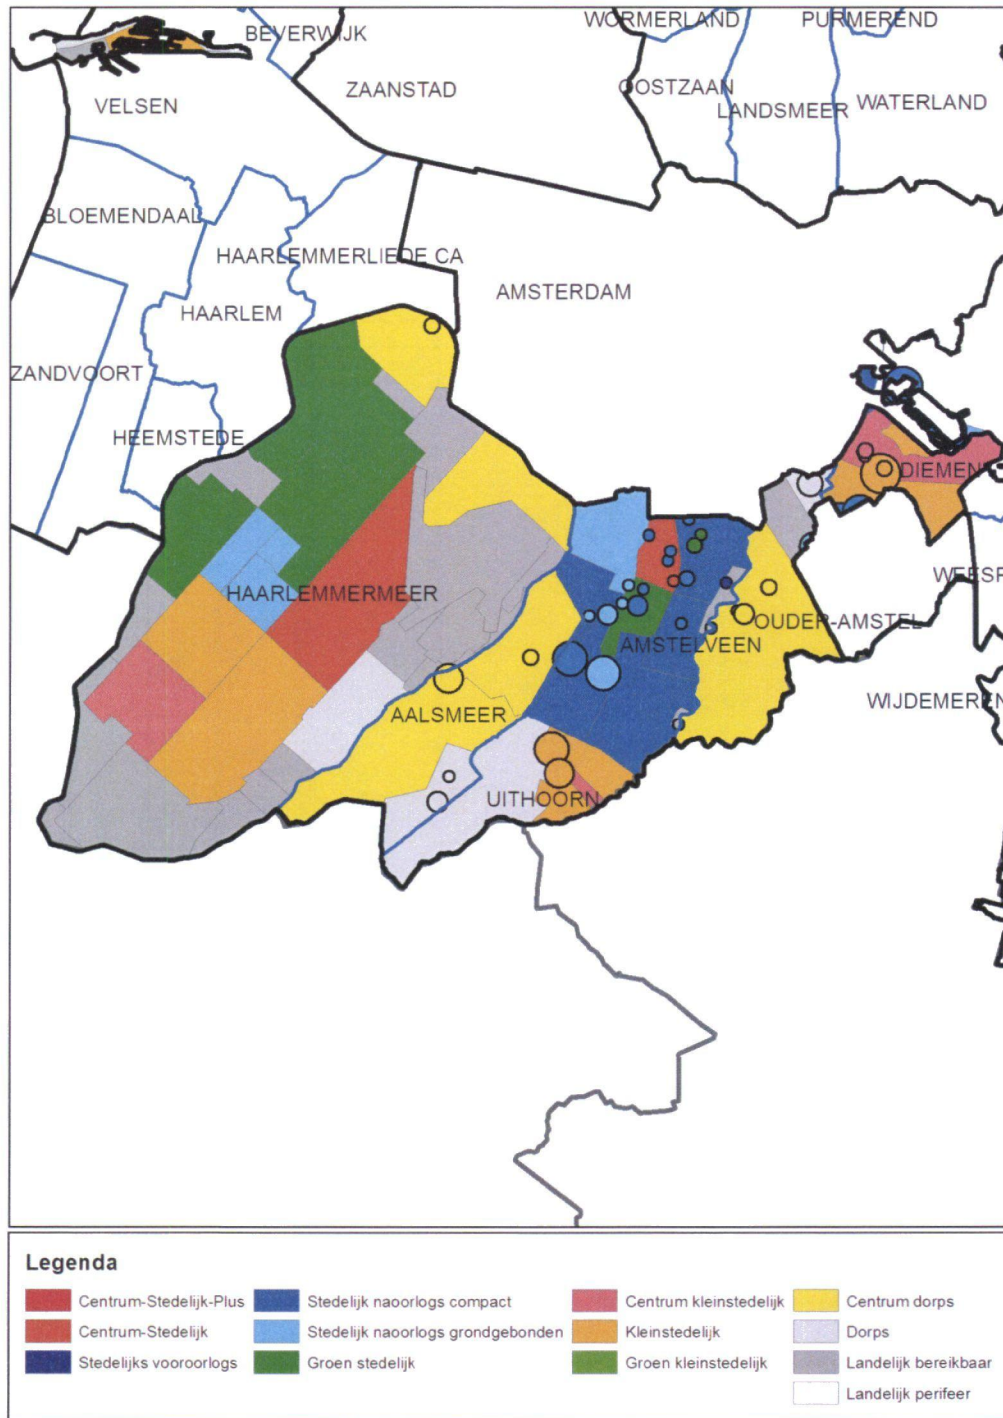 WORMERLAND
PURMEREND
BEVERWIJK
ZAANSTAD
OOSTZAAN
VELSEN
LANDSMEER
WATERLAND
BLOEMENDAAL
HAARLEMMERLIEDE CA
AMSTERDAM
HAARLEM
ZANDVOORT
HEEMSTEDE
DIEMEN
WEESP
HAARLEMMERMEER
OUDER-AMSTEL
AMSTELVEEN
WIJDEMEREN
AALSMEER
UITHOORN
Legenda
Centrum-Stedelijk-Plus
Centrum-Stedelijk
Stedelijks vooroorlogs
Stedelijk naoorlogs compact
Stedelijk naoorlogs grondgebonden
Groen stedelijk
Centrum kleinstedelijk
Kleinstedelijk
Groen kleinstedelijk
Centrum dorps
Dorps
Landelijk bereikbaar
Landelijk perifeer